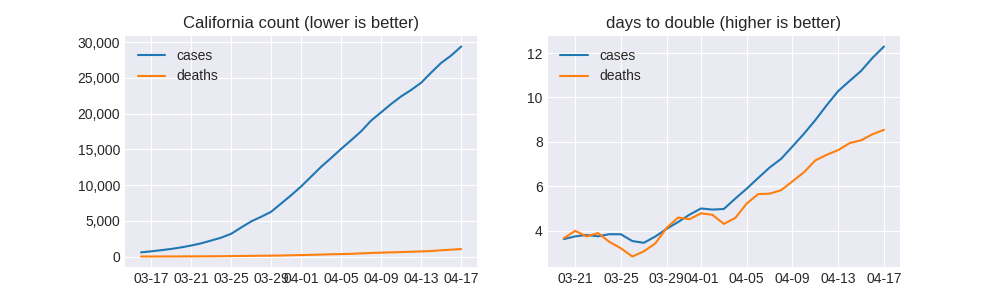 California count (lower is better)
cases
deaths
30,000
25,000
20,000
15,000
10,000
5,000
0
03-17 03-21 03-25 03-29 04-01 04-05 04-09 04-13 04-17
days to double (higher is better)
cases
deaths
12
10
8
6
4
03-21 03-25 03-29 04-01 04-05 04-09 04-13 04-17